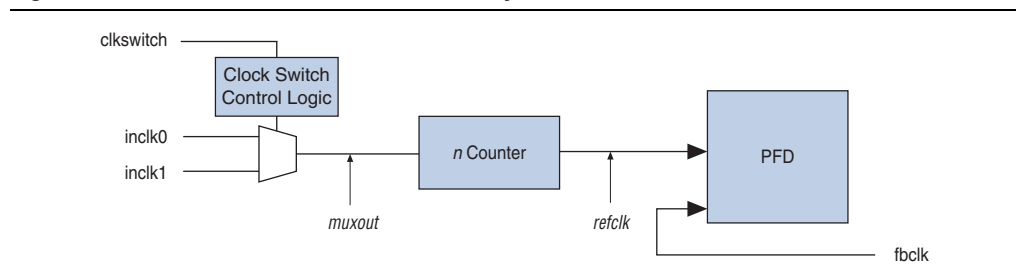 clkswitch
Clock Switch
Control Logic
inclk0
inclk1
n Counter
PFD
muxout
refclk
fbclk